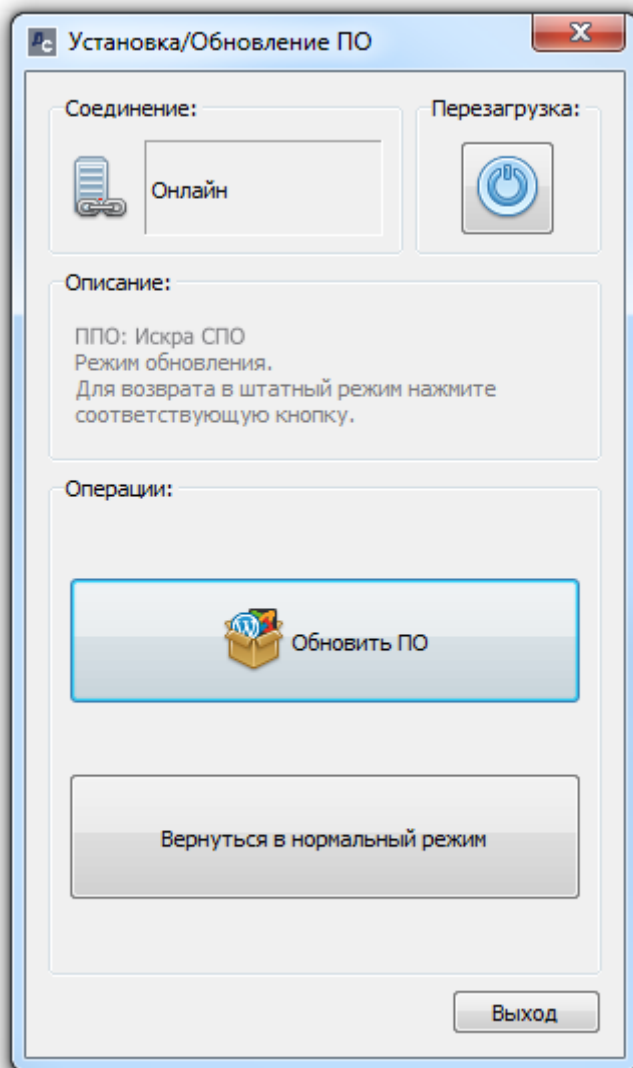 Установка/Обновление ПО
Соединение:
Перезагрузка:
Онлайн
Описание:
ППО: Искра СПО
Режим обновления.
Для возврата в штатный режим нажмите
соответствующую кнопку.
Операции:
Обновить ПО
Вернуться в нормальный режим
Выход